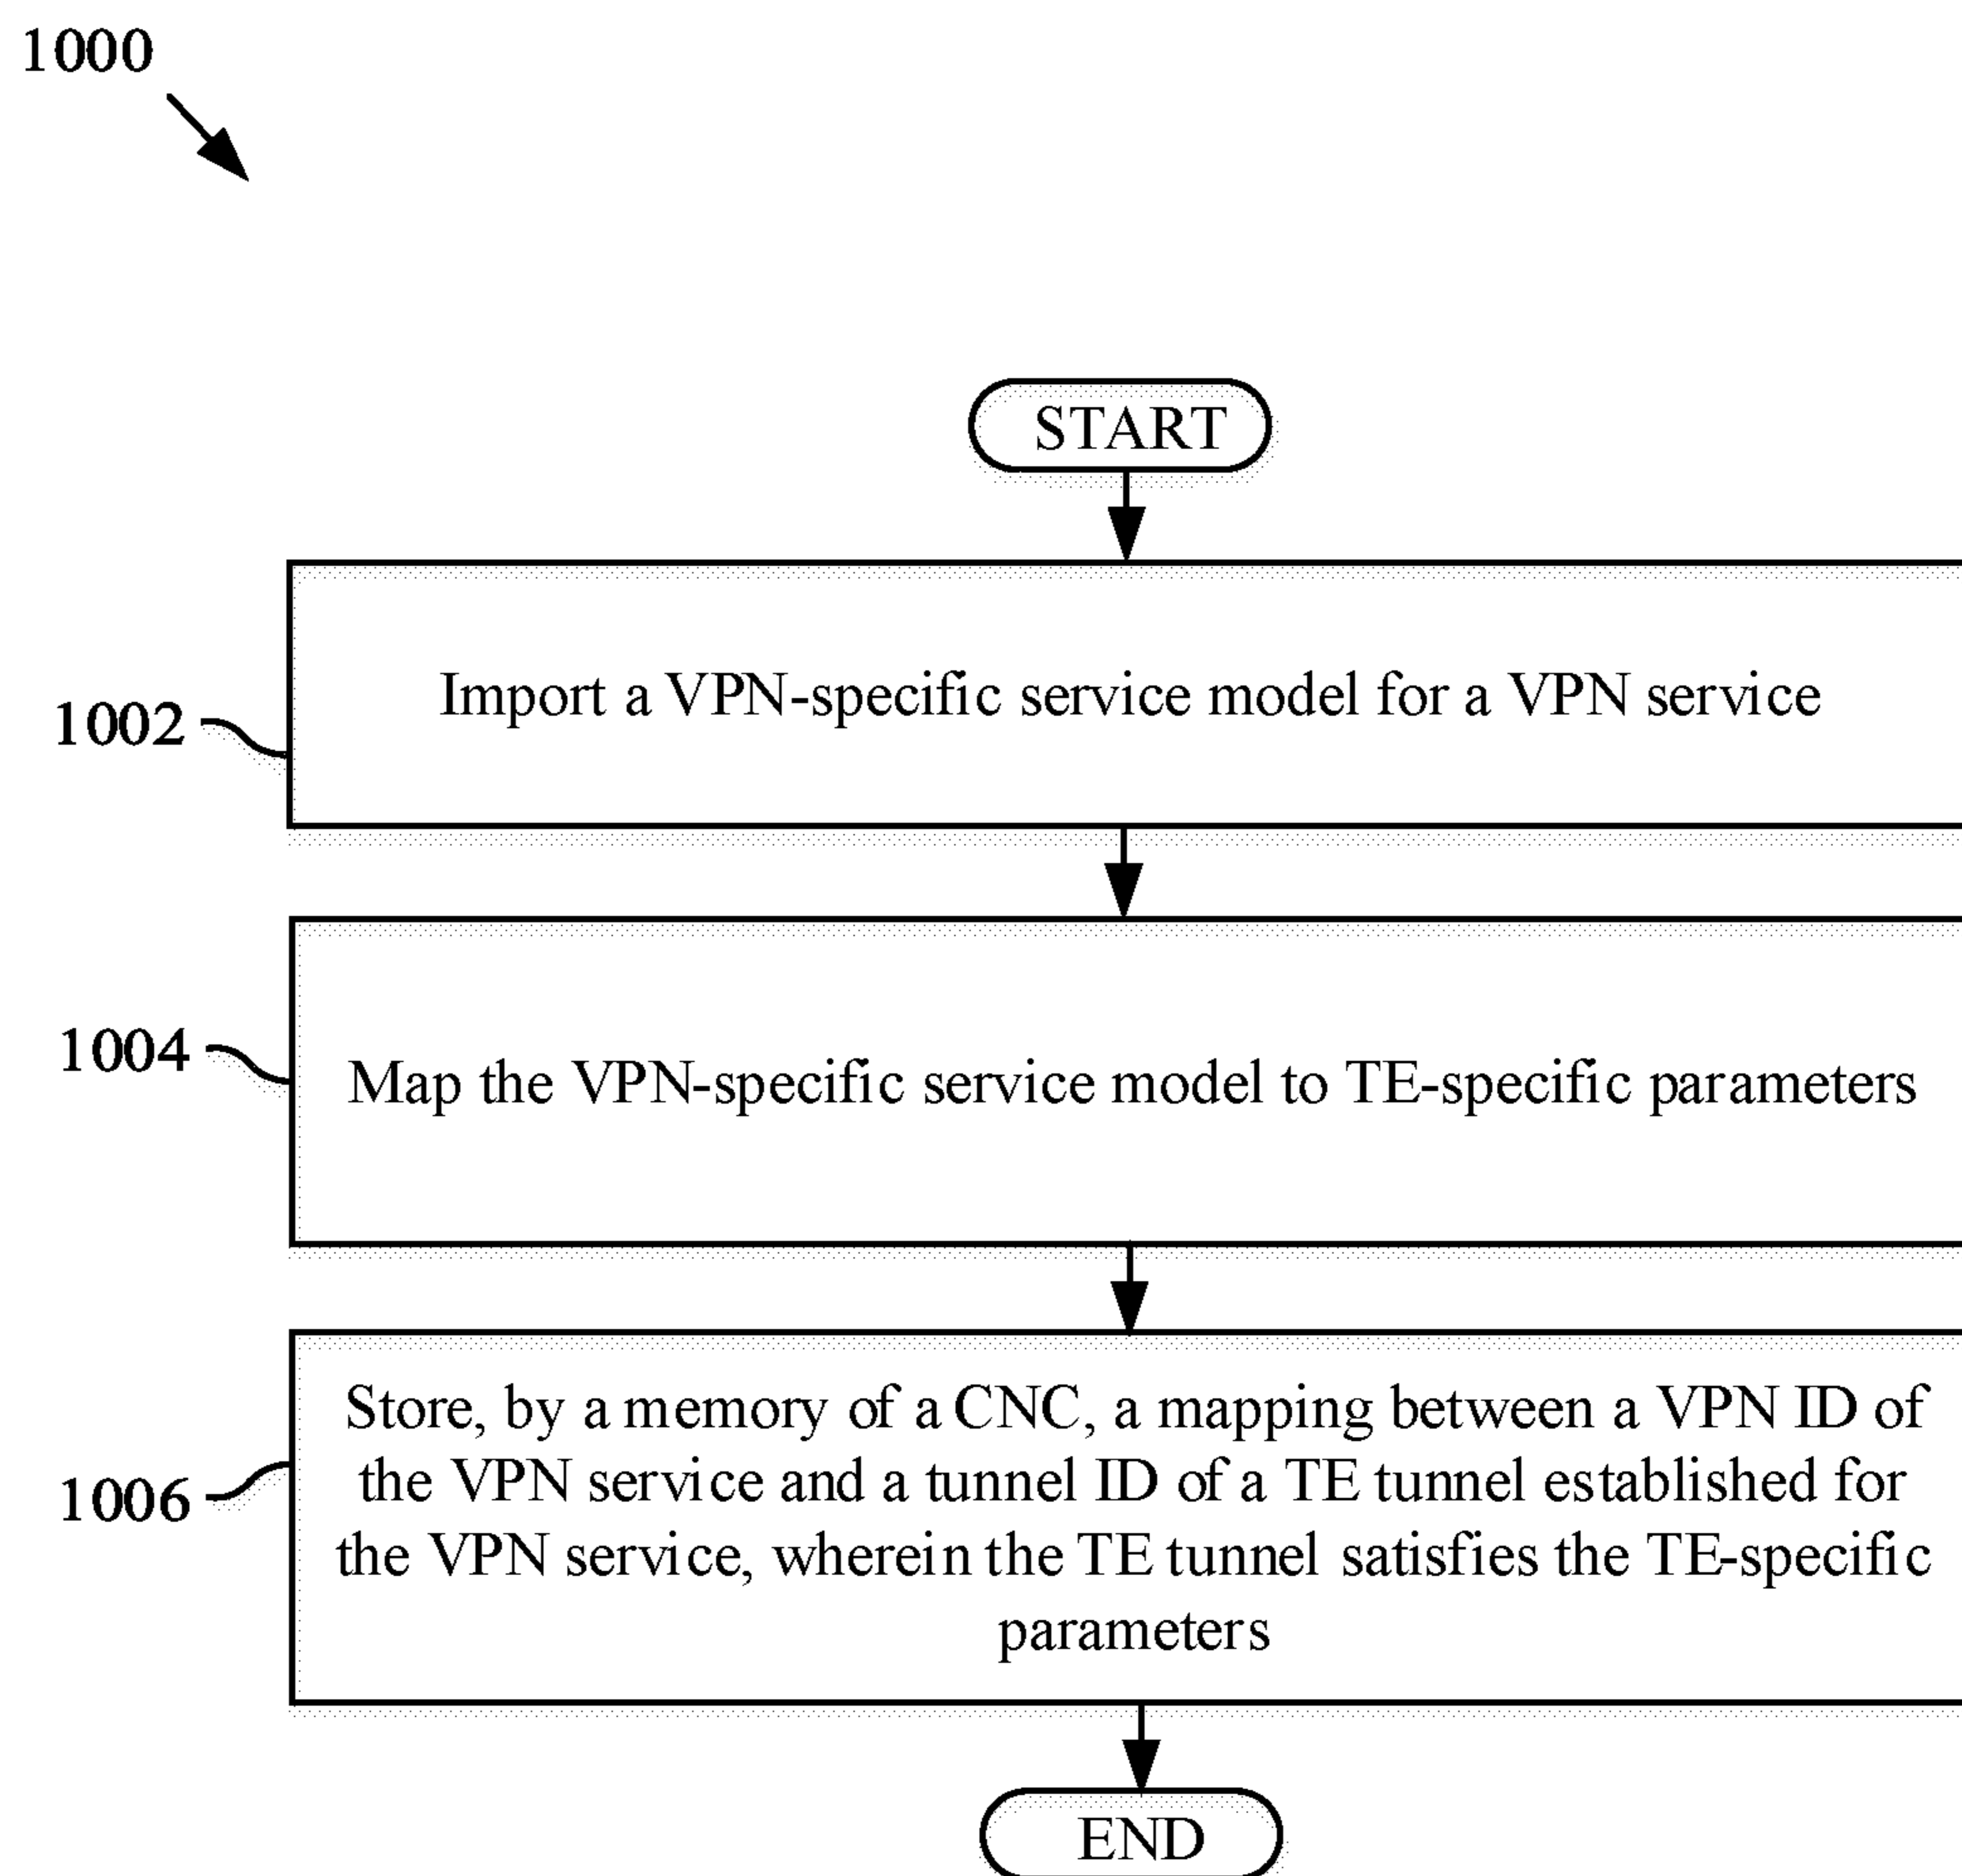 1000
START
Import a VPN-specific service model for a VPN service
1002
1004
Map the VPN-specific service model to TE-specific parameters
Store, by a memory of a CNC, a mapping between a VPN ID of
the VPN service and a tunnel ID of a TE tunnel established for
1006
the VPN service, wherein the TE tunnel satisfies the TE-specific
parameters
END